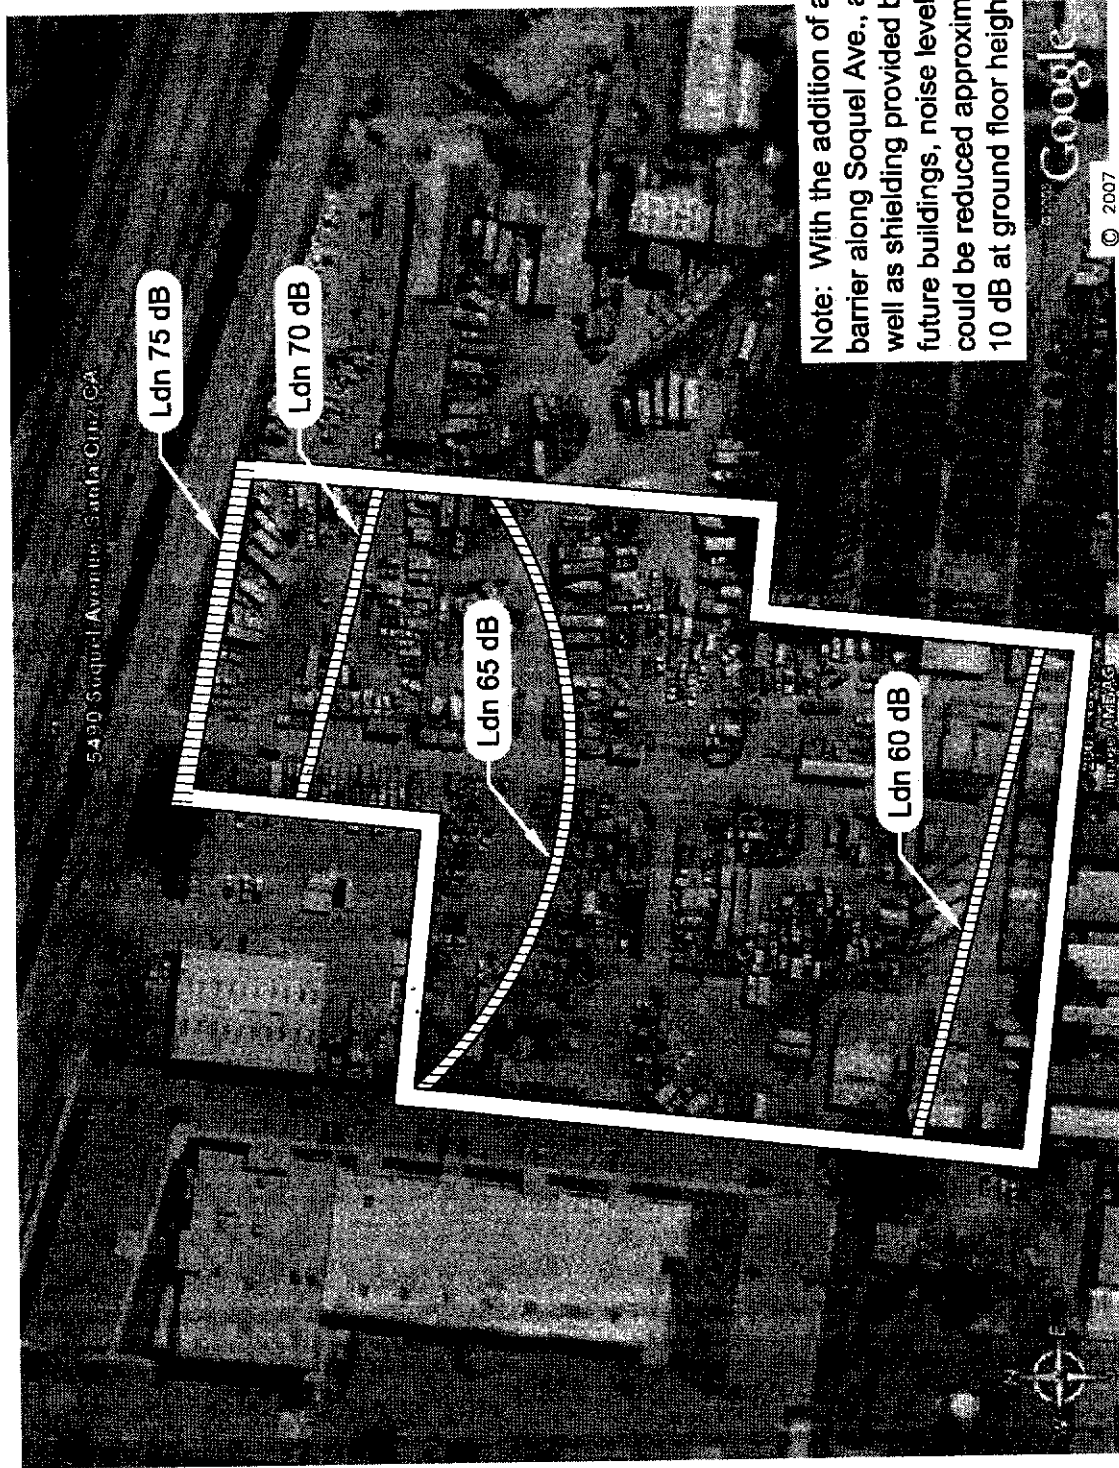 5490 Soquel Avenue, Santa Cruz CA
Ldn 75 dB
Ldn 70 dB
Ldn 65 dB
Ldn 60 dB
Note: With the addition of a
barrier along Soquel Ave., a
well as shielding provided b
future buildings, noise level
could be reduced approxim
10 dB at ground floor heigh
Google
© 2007
N
E